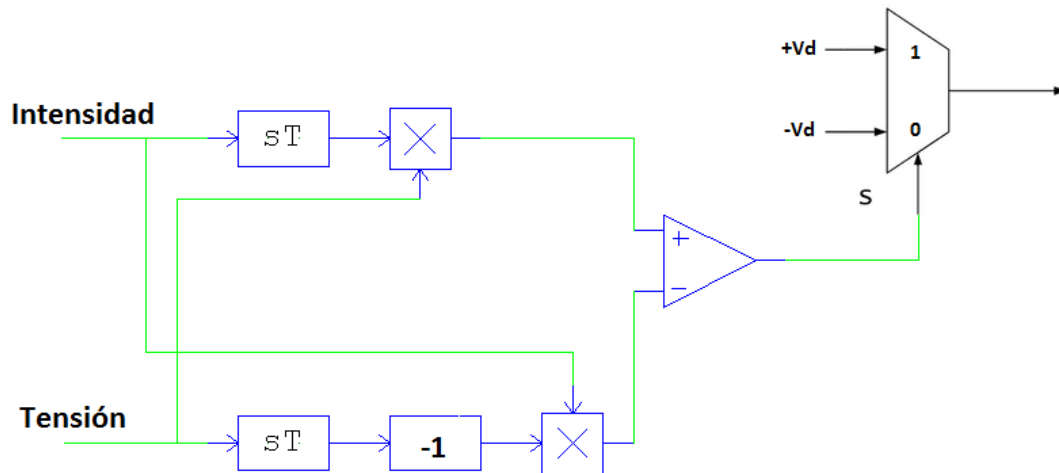 +Vd
1
Intensidad
sT
-Vd
0
S
+
−
Tensión
sT
-1